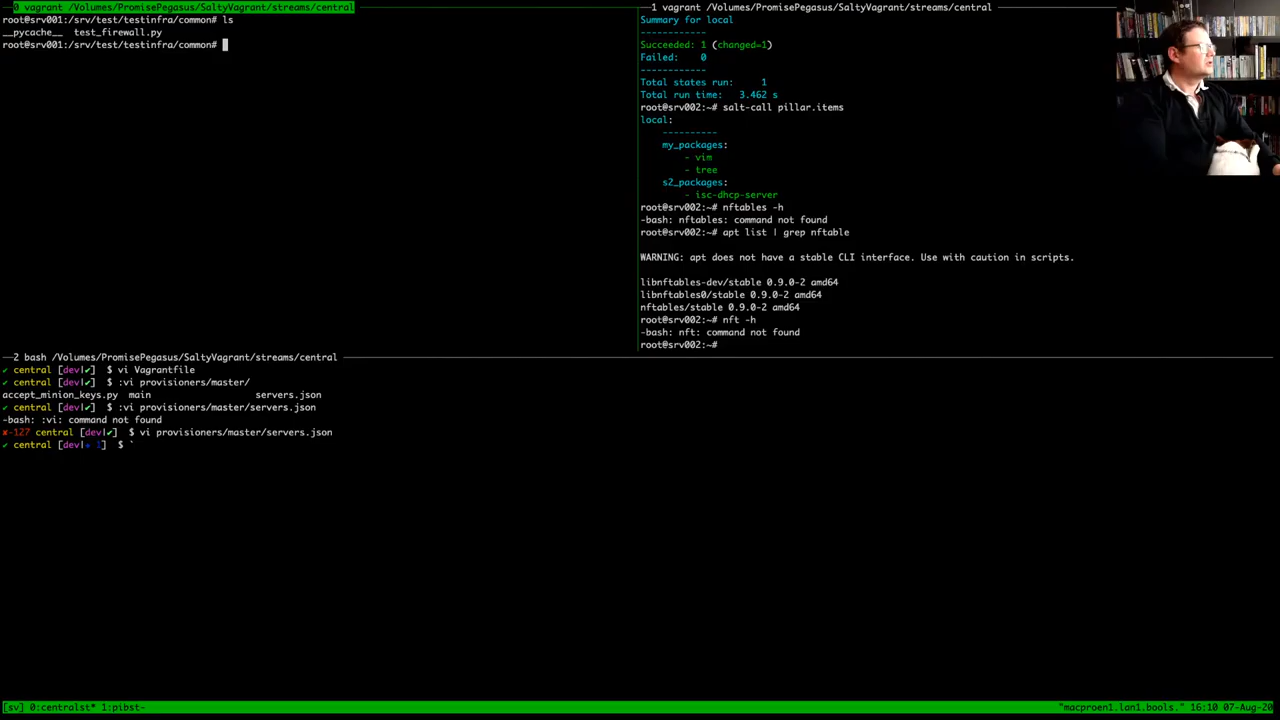 0 vagrant /Volumes/PromisePegasus/SaltyVagrant/streams/central
root@srv001:/srv/test/testinfra/common# ls
__pycache__  test_firewall.py
root@srv001:/srv/test/testinfra/common#
1 vagrant /Volumes/PromisePegasus/SaltyVagrant/streams/central
Summary for local
------------
Succeeded: 1 (changed=1)
Failed:    0
------------
Total states run:     1
Total run time:   3.462 s
root@srv002:~# salt-call pillar.items
local:
    ----------
    my_packages:
        - vim
        - tree
    s2_packages:
        - isc-dhcp-server
root@srv002:~# nftables -h
-bash: nftables: command not found
root@srv002:~# apt list | grep nftable
WARNING: apt does not have a stable CLI interface. Use with caution in scripts.
libnftables-dev/stable 0.9.0-2 amd64
libnftables0/stable 0.9.0-2 amd64
nftables/stable 0.9.0-2 amd64
root@srv002:~# nft -h
-bash: nft: command not found
root@srv002:~#
2 bash /Volumes/PromisePegasus/SaltyVagrant/streams/central
✔ central [dev|✔]  $ vi Vagrantfile
✔ central [dev|✔]  $ :vi provisioners/master/
accept_minion_keys.py  main                   servers.json
✔ central [dev|✔]  $ :vi provisioners/master/servers.json
-bash: :vi: command not found
✘-127 central [dev|✔]  $ vi provisioners/master/servers.json
✔ central [dev|✚ 1]  $ `
[sv] 0:centralst* 1:pibst-
"macproen1.lan1.bools." 16:10 07-Aug-20